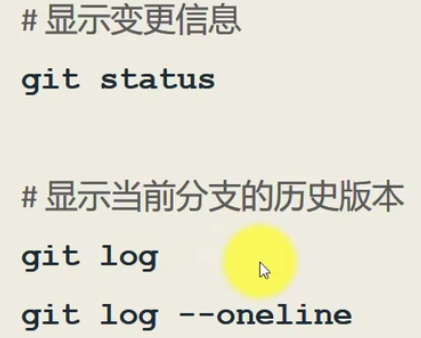 # 显示变更信息
git status
# 显示当前分支的历史版本
git log
git log --oneline